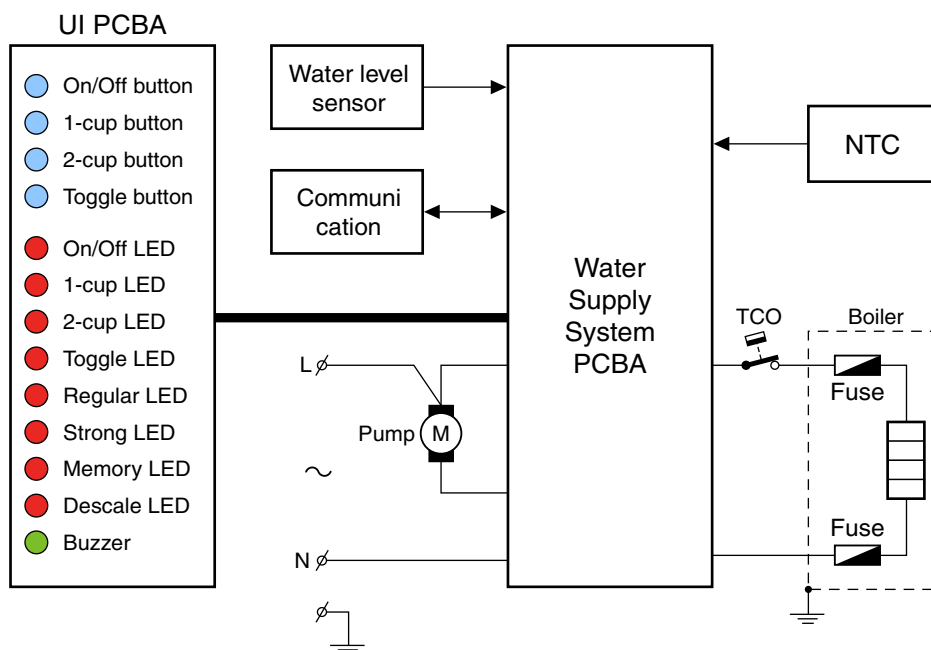 UI PCBA
On/Off button
1-cup button
2-cup button
Toggle button
On/Off LED
1-cup LED
2-cup LED
Toggle LED
Regular LED
Strong LED
Memory LED
Descale LED
Buzzer
Water level
sensor
Communi
cation
L
Pump
M
N
Water
Supply
System
PCBA
NTC
TCO
Boiler
Fuse
Fuse